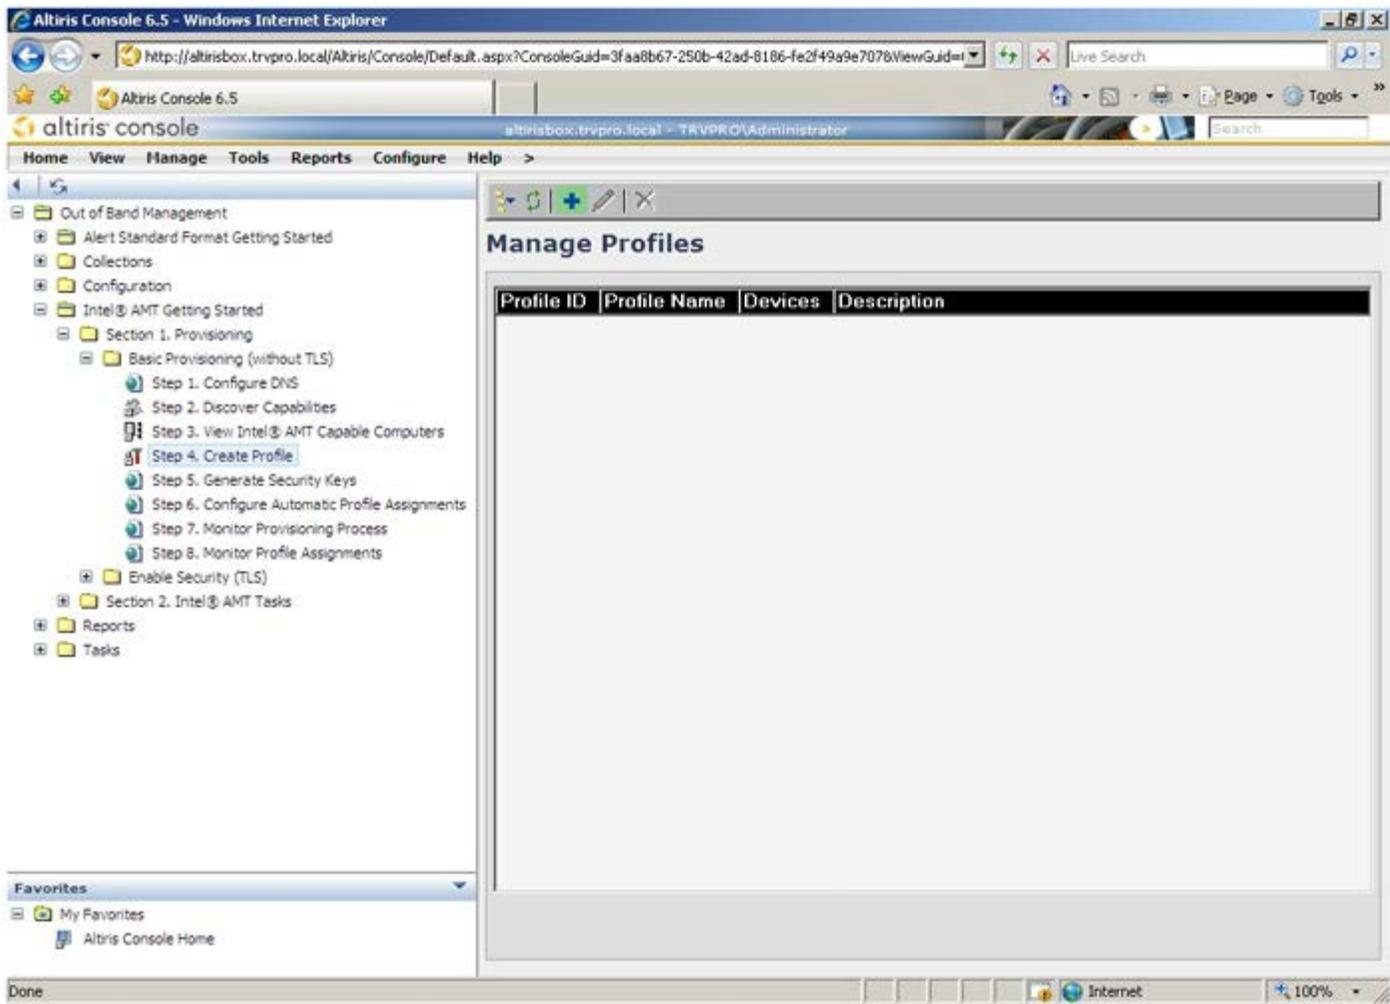 Altiris Console 6.5 - Windows Internet Explorer
http://altirisbox.trvpro.local/Altiris/Console/Default.aspx?ConsoleGuid=3faa8b67-250b-42ad-8186-fe2f49a9e707&ViewGuid=
Live Search
Altiris Console 6.5
Page
Tools
altiris console
altirisbox.trvpro.local - TRVPRO\Administrator
Search
Home View Manage Tools Reports Configure Help >
Out of Band Management
Alert Standard Format Getting Started
Collections
Configuration
Intel® AMT Getting Started
Section 1. Provisioning
Basic Provisioning (without TLS)
Step 1. Configure DNS
Step 2. Discover Capabilities
Step 3. View Intel® AMT Capable Computers
Step 4. Create Profile
Step 5. Generate Security Keys
Step 6. Configure Automatic Profile Assignments
Step 7. Monitor Provisioning Process
Step 8. Monitor Profile Assignments
Enable Security (TLS)
Section 2. Intel® AMT Tasks
Reports
Tasks
Manage Profiles
Profile ID Profile Name Devices Description
Favorites
My Favorites
Altiris Console Home
Done
Internet
100%